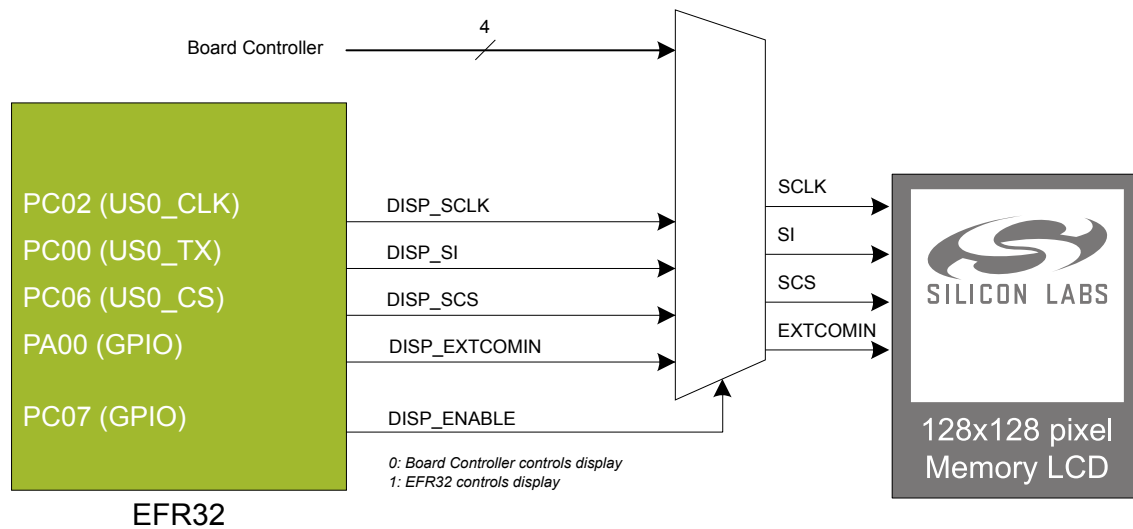 4
Board Controller
PC02 (US0_CLK)
PC00 (US0_TX)
PC06 (US0_CS)
PA00 (GPIO)
PC07 (GPIO)
EFR32
DISP_SCLK
DISP_SI
DISP_SCS
DISP_EXTCOMIN
DISP_ENABLE
0: Board Controller controls display
1: EFR32 controls display
SCLK
SI
SCS
EXTCOMIN
SILICON LABS
128x128 pixel
Memory LCD